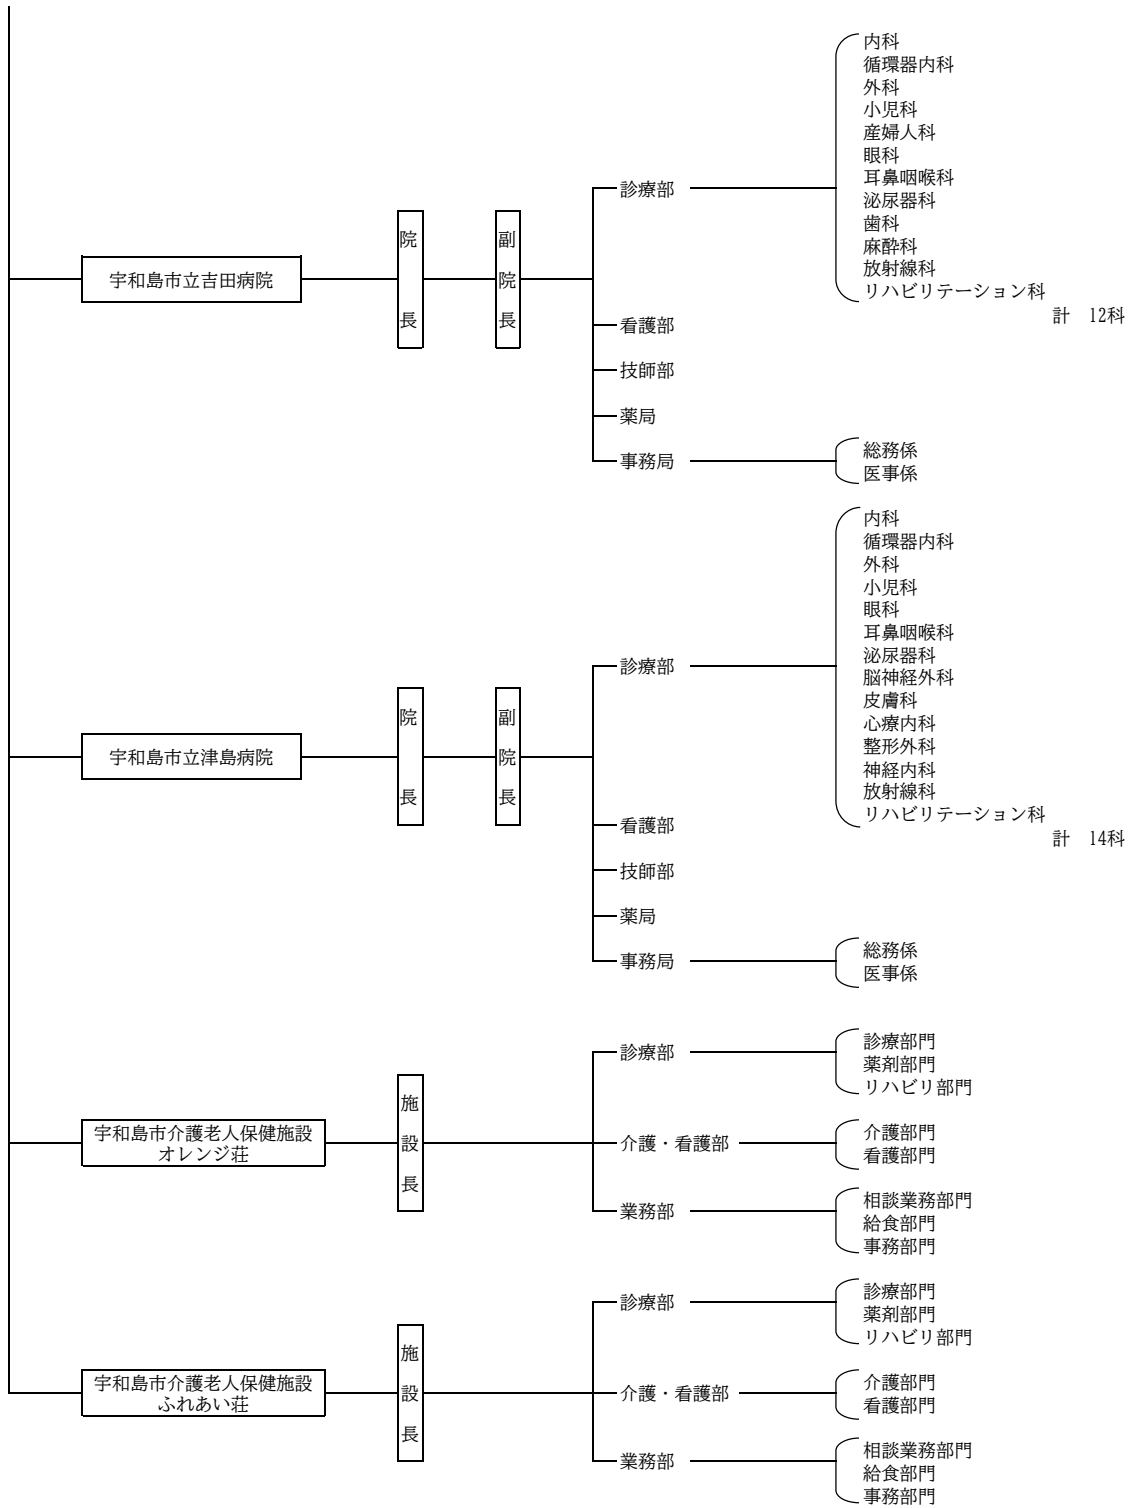 内科
循環器内科
外科
小児科
産婦人科
眼科
耳鼻咽喉科
診療部
泌尿器科
歯科
麻酔科
放射線科
リハビリテーション科
計 12科
宇和島市立吉田病院
院長
副院長
看護部
技師部
薬局
事務局
総務係
医事係
内科
循環器内科
外科
小児科
眼科
耳鼻咽喉科
泌尿器科
診療部
脳神経外科
皮膚科
心療内科
整形外科
神経内科
放射線科
リハビリテーション科
計 14科
宇和島市立津島病院
院長
副院長
看護部
技師部
薬局
事務局
総務係
医事係
宇和島市介護老人保健施設
オレンジ荘
施設長
診療部
診療部門
薬剤部門
リハビリ部門
介護・看護部
介護部門
看護部門
業務部
相談業務部門
給食部門
事務部門
宇和島市介護老人保健施設
ふれあい荘
施設長
診療部
診療部門
薬剤部門
リハビリ部門
介護・看護部
介護部門
看護部門
業務部
相談業務部門
給食部門
事務部門